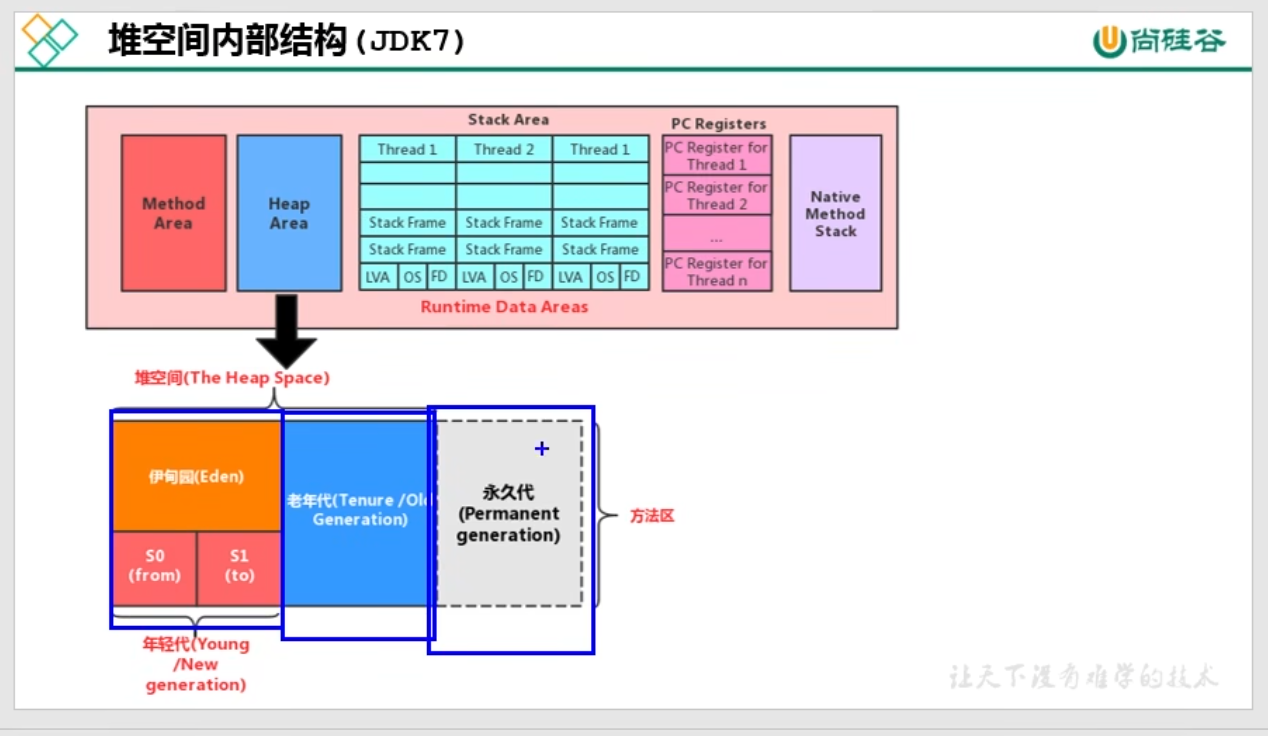 堆空间内部结构(JDK7)
尚硅谷
Stack Area
PC Registers
Method
Area
Heap
Area
Thread 1
Thread 2
Thread 1
Stack Frame
Stack Frame
Stack Frame
Stack Frame
Stack Frame
Stack Frame
LVA
OS
FD
LVA
OS
FD
LVA
OS
FD
PC Register for
Thread 1
PC Register for
Thread 2
...
PC Register for
Thread n
Native
Method
Stack
Runtime Data Areas
堆空间(The Heap Space)
伊甸园(Eden)
S0
(from)
S1
(to)
老年代(Tenure /Old
Generation)
永久代
(Permanent
generation)
方法区
年轻代(Young
/New
generation)
让天下没有难学的技术